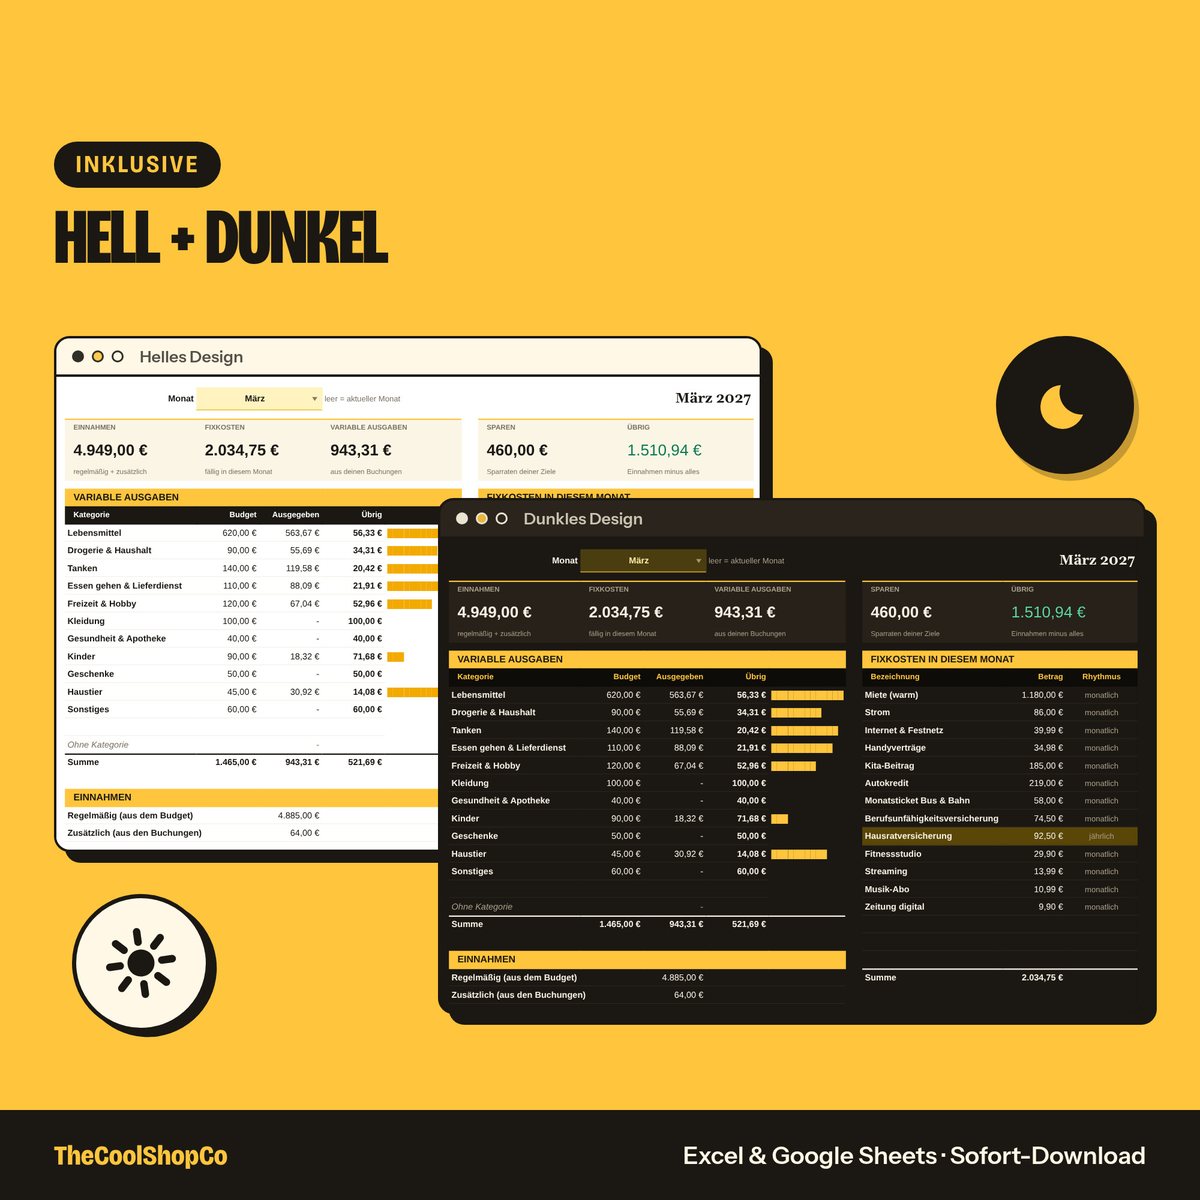 INKLUSIVE
HELL + DUNKEL
Helles Design
Monat März leer = aktueller Monat März 2027
EINNAHMEN FIXKOSTEN VARIABLE AUSGABEN SPAREN ÜBRIG
4.949,00 € 2.034,75 € 943,31 € 460,00 € 1.510,94 €
regelmäßig + zusätzlich fällig in diesem Monat aus deinen Buchungen Sparraten deiner Ziele Einnahmen minus alles
VARIABLE AUSGABEN FIXKOSTEN IN DIESEM MONAT
Kategorie Budget Ausgegeben Übrig
Lebensmittel 620,00 € 563,67 € 56,33 €
Drogerie & Haushalt 90,00 € 55,69 € 34,31 €
Tanken 140,00 € 119,58 € 20,42 €
Essen gehen & Lieferdienst 110,00 € 88,09 € 21,91 €
Freizeit & Hobby 120,00 € 67,04 € 52,96 €
Kleidung 100,00 € - 100,00 €
Gesundheit & Apotheke 40,00 € - 40,00 €
Kinder 90,00 € 18,32 € 71,68 €
Geschenke 50,00 € - 50,00 €
Haustier 45,00 € 30,92 € 14,08 €
Sonstiges 60,00 € - 60,00 €
Ohne Kategorie -
Summe 1.465,00 € 943,31 € 521,69 €
EINNAHMEN
Regelmäßig (aus dem Budget) 4.885,00 €
Zusätzlich (aus den Buchungen) 64,00 €
Dunkles Design
Monat März leer = aktueller Monat März 2027
EINNAHMEN FIXKOSTEN VARIABLE AUSGABEN SPAREN ÜBRIG
4.949,00 € 2.034,75 € 943,31 € 460,00 € 1.510,94 €
regelmäßig + zusätzlich fällig in diesem Monat aus deinen Buchungen Sparraten deiner Ziele Einnahmen minus alles
VARIABLE AUSGABEN FIXKOSTEN IN DIESEM MONAT
Kategorie Budget Ausgegeben Übrig Bezeichnung Betrag Rhythmus
Lebensmittel 620,00 € 563,67 € 56,33 € Miete (warm) 1.180,00 € monatlich
Drogerie & Haushalt 90,00 € 55,69 € 34,31 € Strom 86,00 € monatlich
Tanken 140,00 € 119,58 € 20,42 € Internet & Festnetz 39,99 € monatlich
Essen gehen & Lieferdienst 110,00 € 88,09 € 21,91 € Handyverträge 34,98 € monatlich
Freizeit & Hobby 120,00 € 67,04 € 52,96 € Kita-Beitrag 185,00 € monatlich
Kleidung 100,00 € - 100,00 € Autokredit 219,00 € monatlich
Gesundheit & Apotheke 40,00 € - 40,00 € Monatsticket Bus & Bahn 58,00 € monatlich
Kinder 90,00 € 18,32 € 71,68 € Berufsunfähigkeitsversicherung 74,50 € monatlich
Geschenke 50,00 € - 50,00 € Hausratversicherung 92,50 € jährlich
Haustier 45,00 € 30,92 € 14,08 € Fitnessstudio 29,90 € monatlich
Sonstiges 60,00 € - 60,00 € Streaming 13,99 € monatlich
Musik-Abo 10,99 € monatlich
Ohne Kategorie - Zeitung digital 9,90 € monatlich
Summe 1.465,00 € 943,31 € 521,69 €
EINNAHMEN
Regelmäßig (aus dem Budget) 4.885,00 € Summe 2.034,75 €
Zusätzlich (aus den Buchungen) 64,00 €
TheCoolShopCo Excel & Google Sheets · Sofort-Download